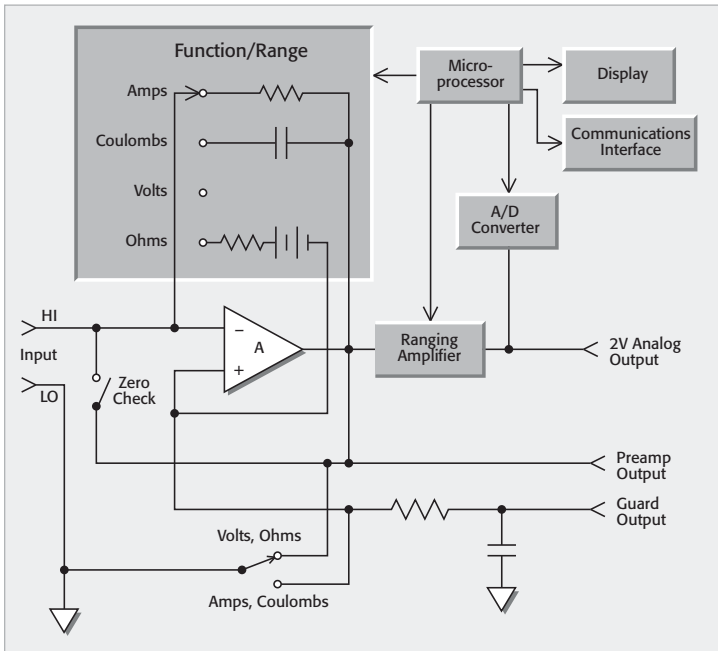 Function/Range
Amps
Coulombs
Volts
Ohms
Micro-
processor
Display
Communications
Interface
A/D
Converter
HI
Input
LO
Zero
Check
−
A
+
Ranging
Amplifier
2V Analog
Output
Preamp
Output
Guard
Output
Volts, Ohms
Amps, Coulombs